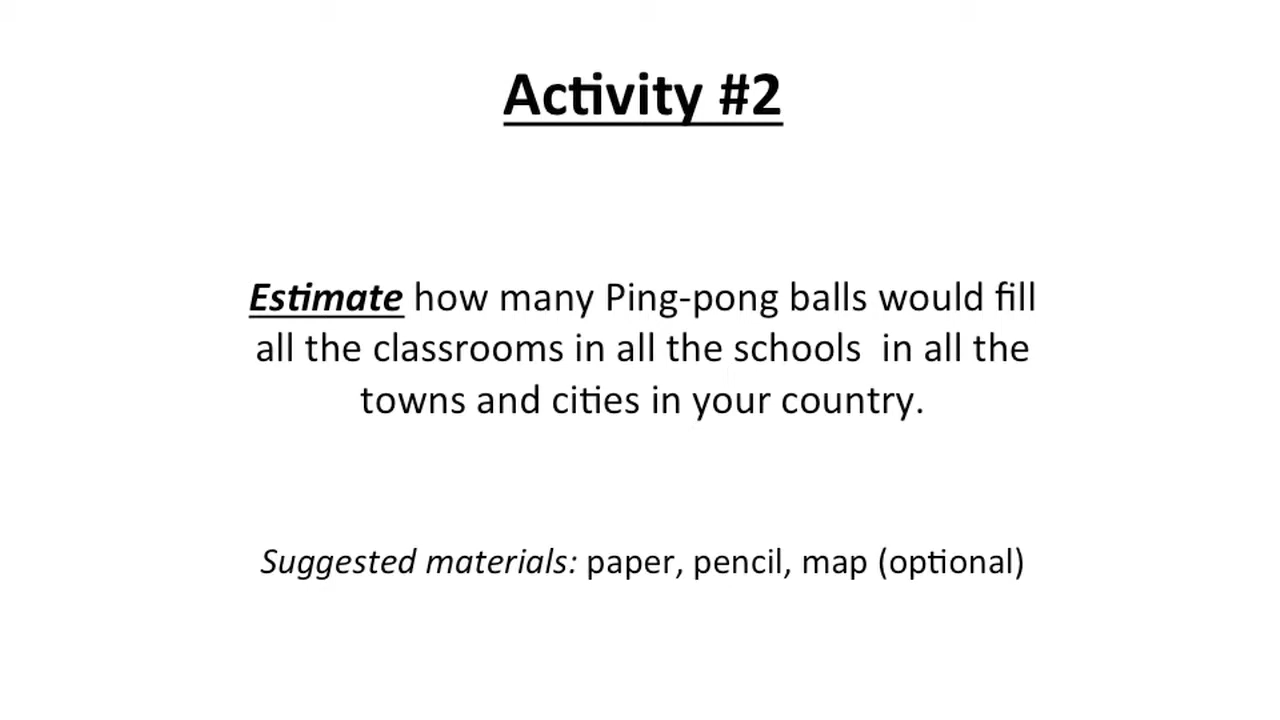 Activity #2
Estimate how many Ping-pong balls would fill
all the classrooms in all the schools  in all the
towns and cities in your country.
Suggested materials: paper, pencil, map (optional)